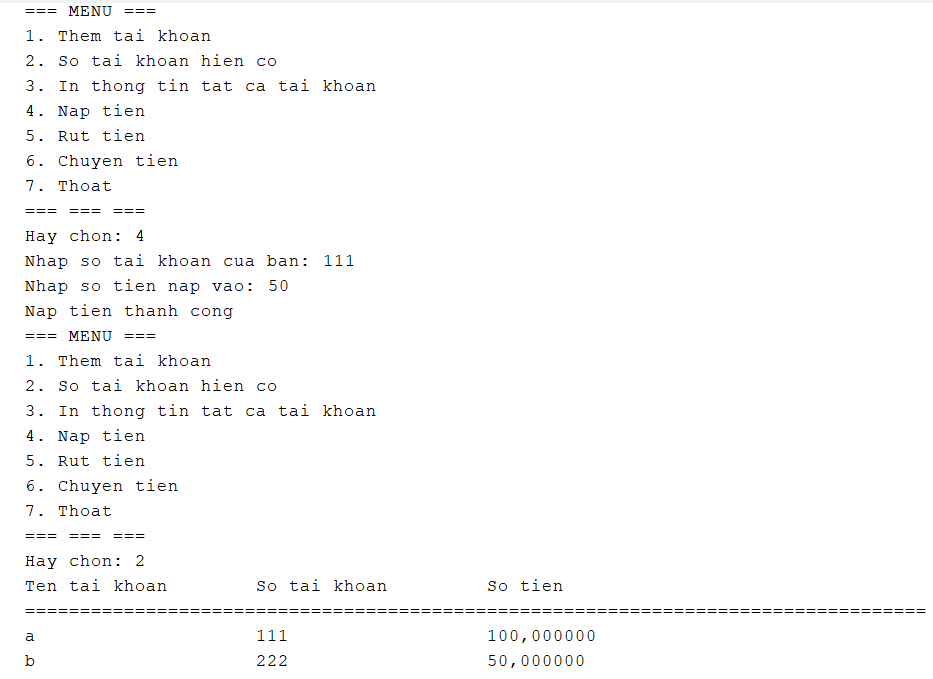 === MENU ===
1. Them tai khoan
2. So tai khoan hien co
3. In thong tin tat ca tai khoan
4. Nap tien
5. Rut tien
6. Chuyen tien
7. Thoat
=== === ===
Hay chon: 4
Nhap so tai khoan cua ban: 111
Nhap so tien nap vao: 50
Nap tien thanh cong
=== MENU ===
1. Them tai khoan
2. So tai khoan hien co
3. In thong tin tat ca tai khoan
4. Nap tien
5. Rut tien
6. Chuyen tien
7. Thoat
=== === ===
Hay chon: 2
Ten tai khoan        So tai khoan         So tien
==================================================================================
a                    111                  100,000000
b                    222                  50,000000